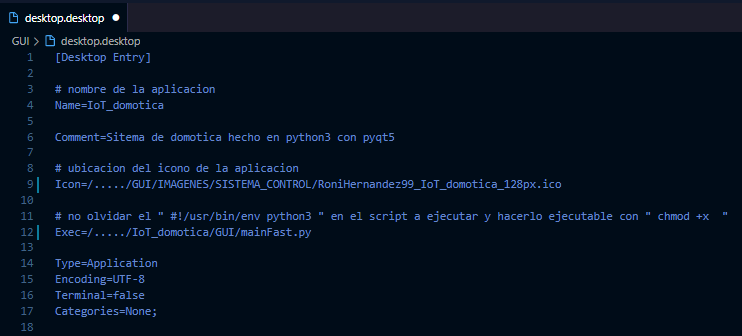 desktop.desktop ●
GUI > desktop.desktop
1 [Desktop Entry]
2
3 # nombre de la aplicacion
4 Name=IoT_domotica
5
6 Comment=Sitema de domotica hecho en python3 con pyqt5
7
8 # ubicacion del icono de la aplicacion
9 Icon=/...../GUI/IMAGENES/SISTEMA_CONTROL/RoniHernandez99_IoT_domotica_128px.ico
10
11 # no olvidar el " #!/usr/bin/env python3 " en el script a ejecutar y hacerlo ejecutable con " chmod +x  "
12 Exec=/...../IoT_domotica/GUI/mainFast.py
13
14 Type=Application
15 Encoding=UTF-8
16 Terminal=false
17 Categories=None;
18